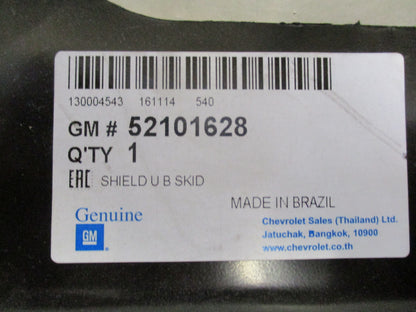 130004543 161114 540
GM # 52101628
Q'TY 1
EAC SHIELD U B SKID
MADE IN BRAZIL
Genuine
GM
Chevrolet Sales (Thailand) Ltd.
Jatuchak, Bangkok, 10900
www.chevrolet.co.th